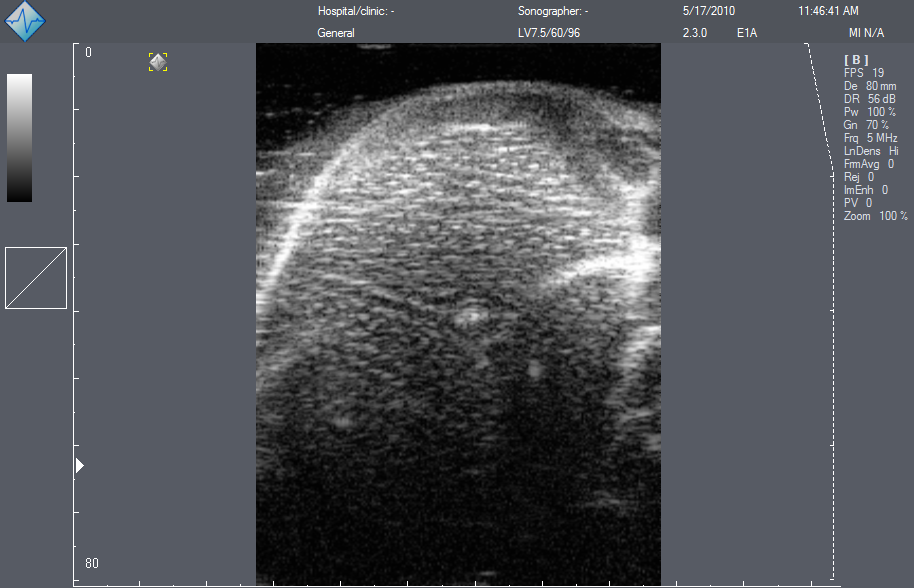 Hospital/clinic: - Sonographer: - 5/17/2010 11:46:41 AM
General LV7.5/60/96 2.3.0 E1A MI N/A
0
[ B ]
FPS 19
De 80 mm
DR 56 dB
Pw 100 %
Gn 70 %
Frq 5 MHz
LnDens Hi
FrmAvg 0
Rej 0
ImEnh 0
PV 0
Zoom 100 %
80